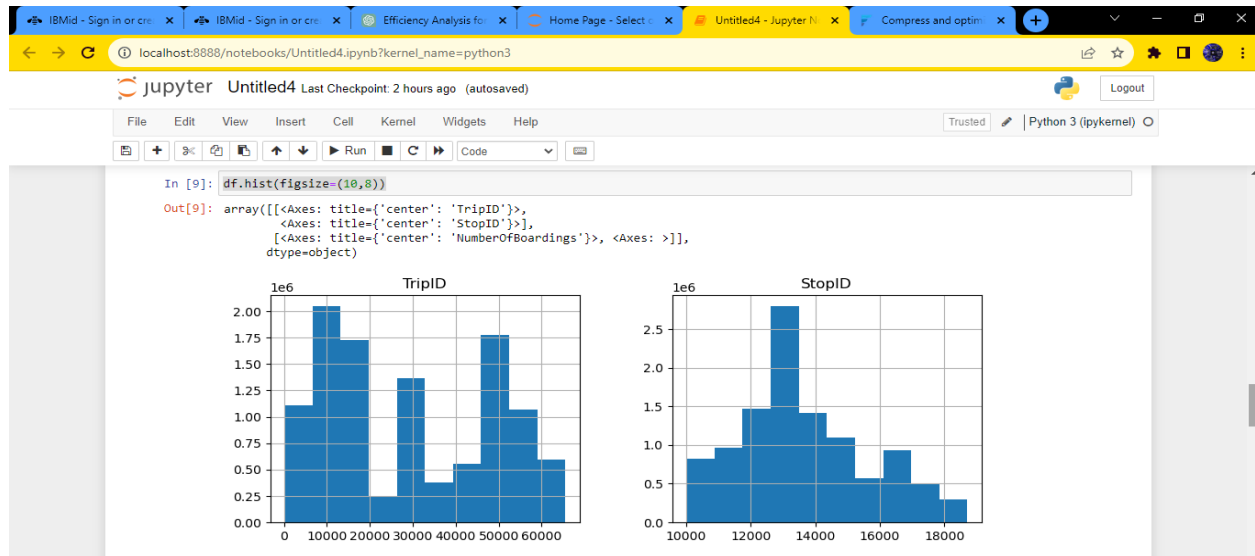 IBMid - Sign in or cre
IBMid - Sign in or cre
Efficiency Analysis for
Home Page - Select o
Untitled4 - Jupyter N
Compress and optim
localhost:8888/notebooks/Untitled4.ipynb?kernel_name=python3
jupyter Untitled4 Last Checkpoint: 2 hours ago (autosaved)
Logout
File Edit View Insert Cell Kernel Widgets Help
Trusted Python 3 (ipykernel)
Run Code
In [9]: df.hist(figsize=(10,8))
Out[9]: array([[<Axes: title={'center': 'TripID'}>,
<Axes: title={'center': 'StopID'}>],
[<Axes: title={'center': 'NumberOfBoardings'}>, <Axes: >]],
dtype=object)
TripID
1e6
2.00
1.75
1.50
1.25
1.00
0.75
0.50
0.25
0.00
0 10000 20000 30000 40000 50000 60000
StopID
1e6
2.5
2.0
1.5
1.0
0.5
0.0
10000 12000 14000 16000 18000